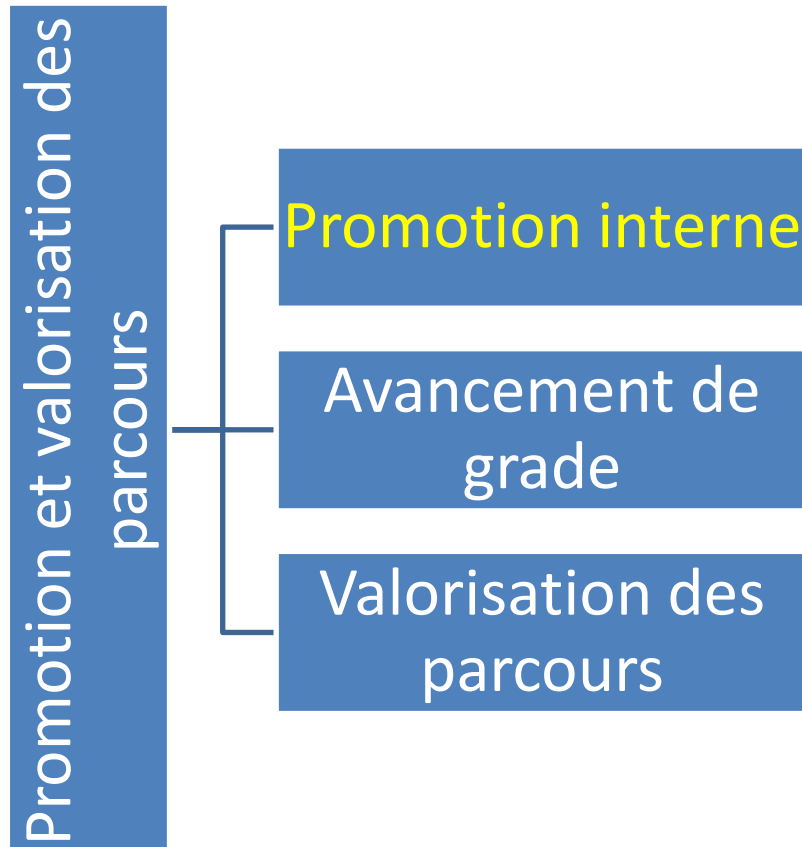 Promotion et valorisation des
parcours
Promotion interne
Avancement de
grade
Valorisation des
parcours